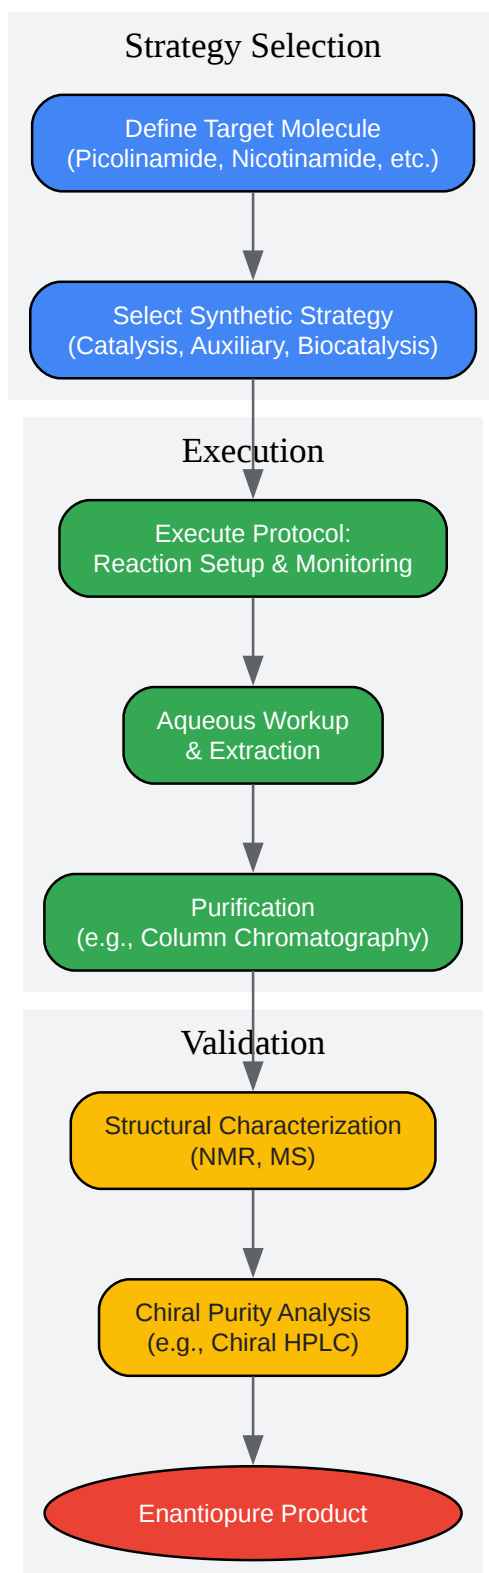 Strategy Selection
Define Target Molecule
(Picolinamide, Nicotinamide, etc.)
Select Synthetic Strategy
(Catalysis, Auxiliary, Biocatalysis)
Execution
Execute Protocol:
Reaction Setup & Monitoring
Aqueous Workup
& Extraction
Purification
(e.g., Column Chromatography)
Validation
Structural Characterization
(NMR, MS)
Chiral Purity Analysis
(e.g., Chiral HPLC)
Enantiopure Product